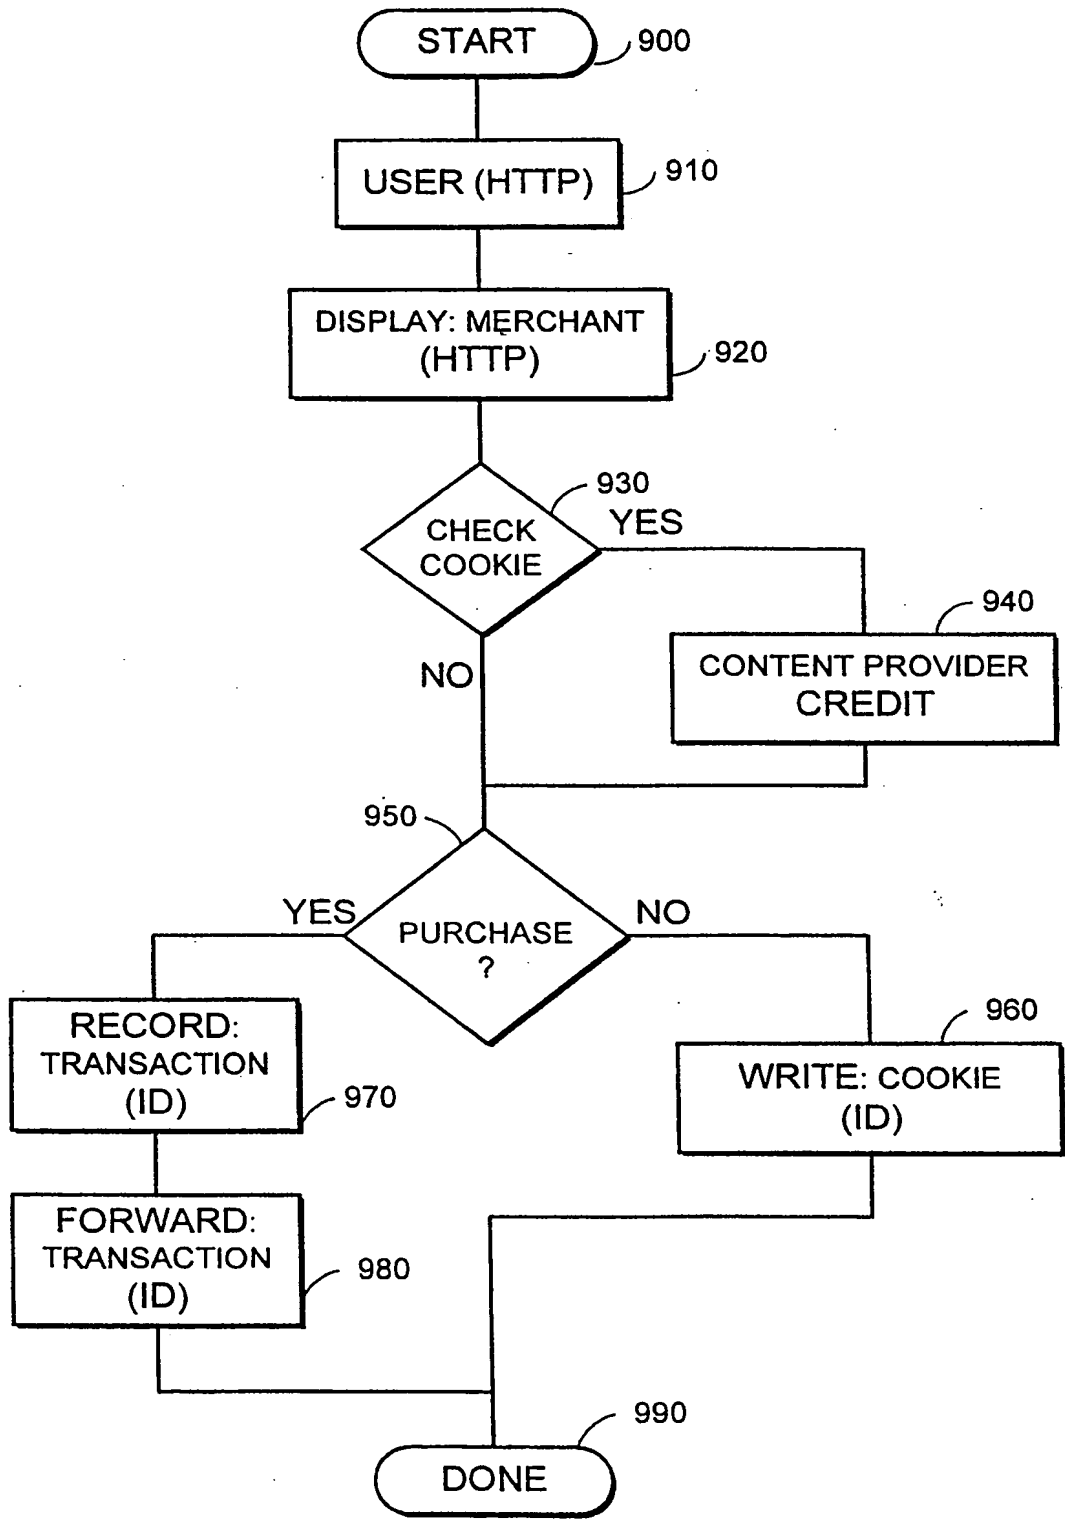 START
900
USER (HTTP)
910
DISPLAY: MERCHANT
(HTTP)
920
930
CHECK
COOKIE
YES
NO
940
CONTENT PROVIDER
CREDIT
950
YES
PURCHASE
?
NO
RECORD:
TRANSACTION
(ID)
970
960
WRITE: COOKIE
(ID)
FORWARD:
TRANSACTION
(ID)
980
990
DONE